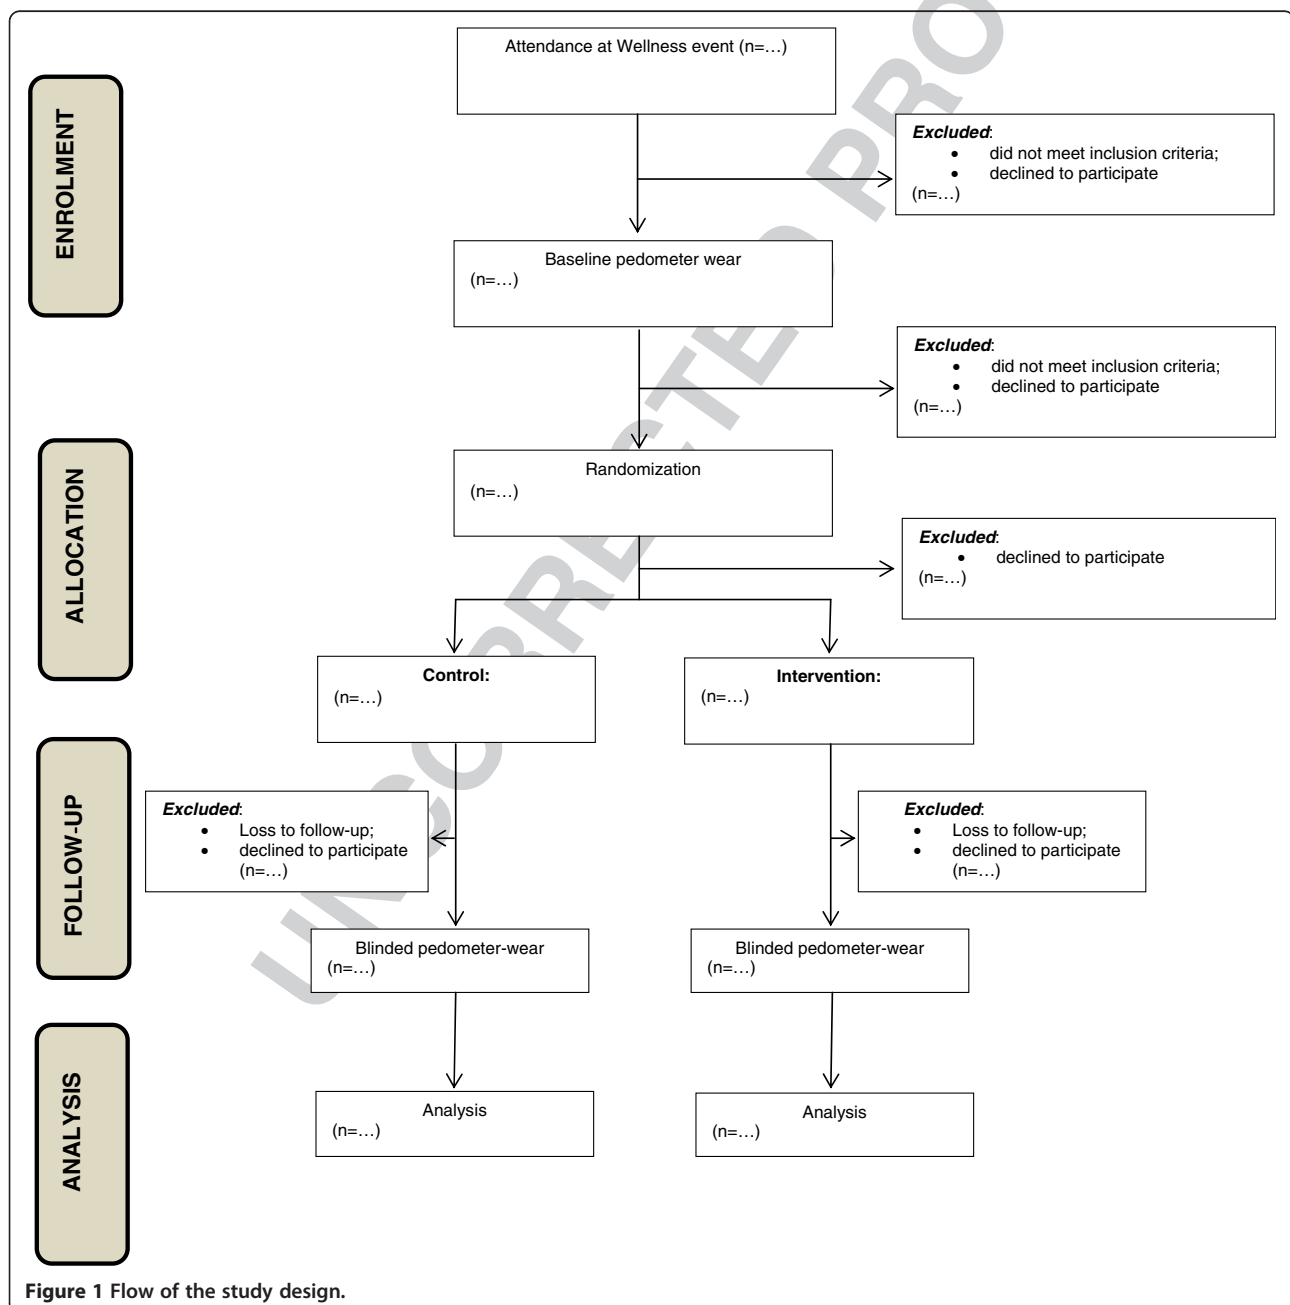 Attendance at Wellness event (n=…)
ENROLMENT
Excluded:
• did not meet inclusion criteria;
• declined to participate
(n=…)
Baseline pedometer wear
(n=…)
Excluded:
• did not meet inclusion criteria;
• declined to participate
(n=…)
ALLOCATION
Randomization
(n=…)
Excluded:
• declined to participate
(n=…)
Control:
(n=…)
Intervention:
(n=…)
FOLLOW-UP
Excluded:
• Loss to follow-up;
• declined to participate
(n=…)
Excluded:
• Loss to follow-up;
• declined to participate
(n=…)
Blinded pedometer-wear
(n=…)
Blinded pedometer-wear
(n=…)
ANALYSIS
Analysis
(n=…)
Analysis
(n=…)
Figure 1 Flow of the study design.
UNCORRECTED PRO